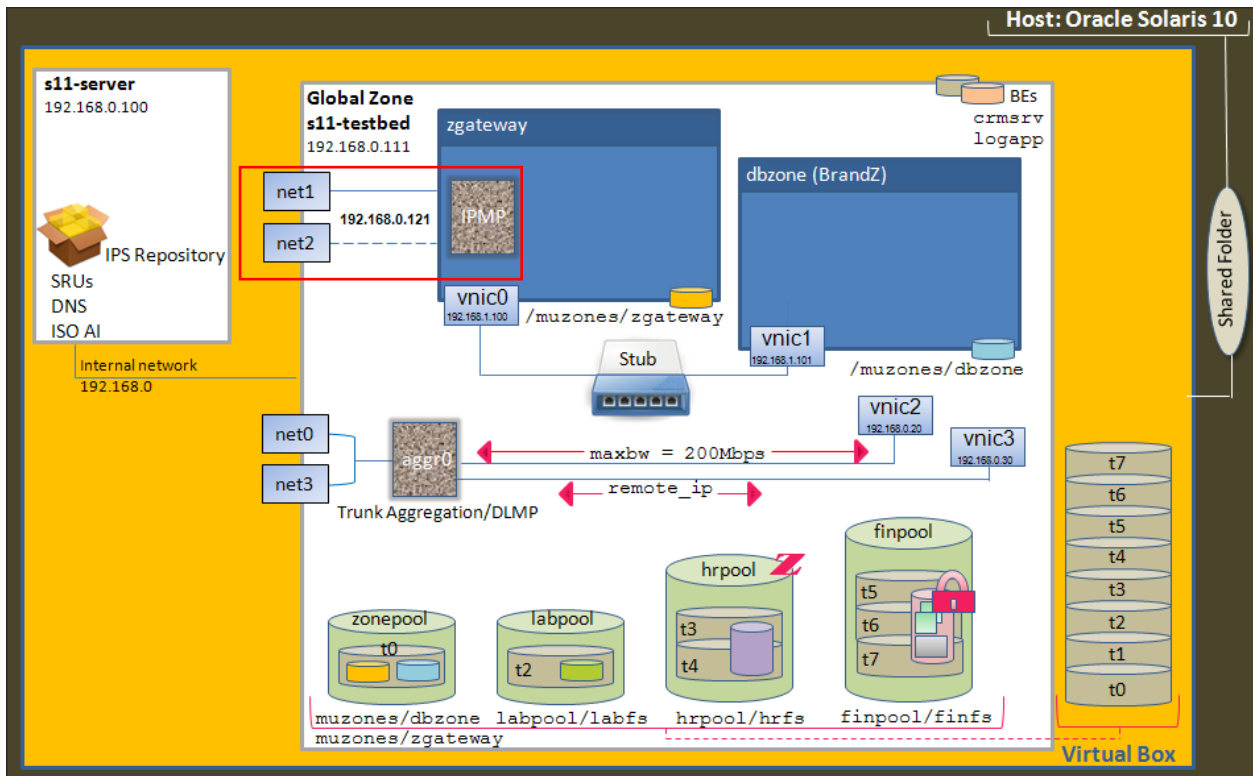 Host: Oracle Solaris 10
s11-server
192.168.0.100
IPS Repository
SRUs
DNS
ISO AI
Internal network
192.168.0
Global Zone
s11-testbed
192.168.0.111
BEs
crmsrv
logapp
zgateway
net1
192.168.0.121
IPMP
net2
vnic0
192.168.1.100
/muzones/zgateway
dbzone (BrandZ)
vnic1
192.168.1.101
/muzones/dbzone
Stub
Shared Folder
net0
net3
aggr0
Trunk Aggregation/DLMP
maxbw = 200Mbps
remote_ip
vnic2
192.168.0.20
vnic3
192.168.0.30
zonepool
t0
muzones/dbzone
muzones/zgateway
labpool
t2
labpool/labfs
hrpool
Z
t3
t4
hrpool/hrfs
finpool
t5
t6
t7
finpool/finfs
t7
t6
t5
t4
t3
t2
t1
t0
Virtual Box